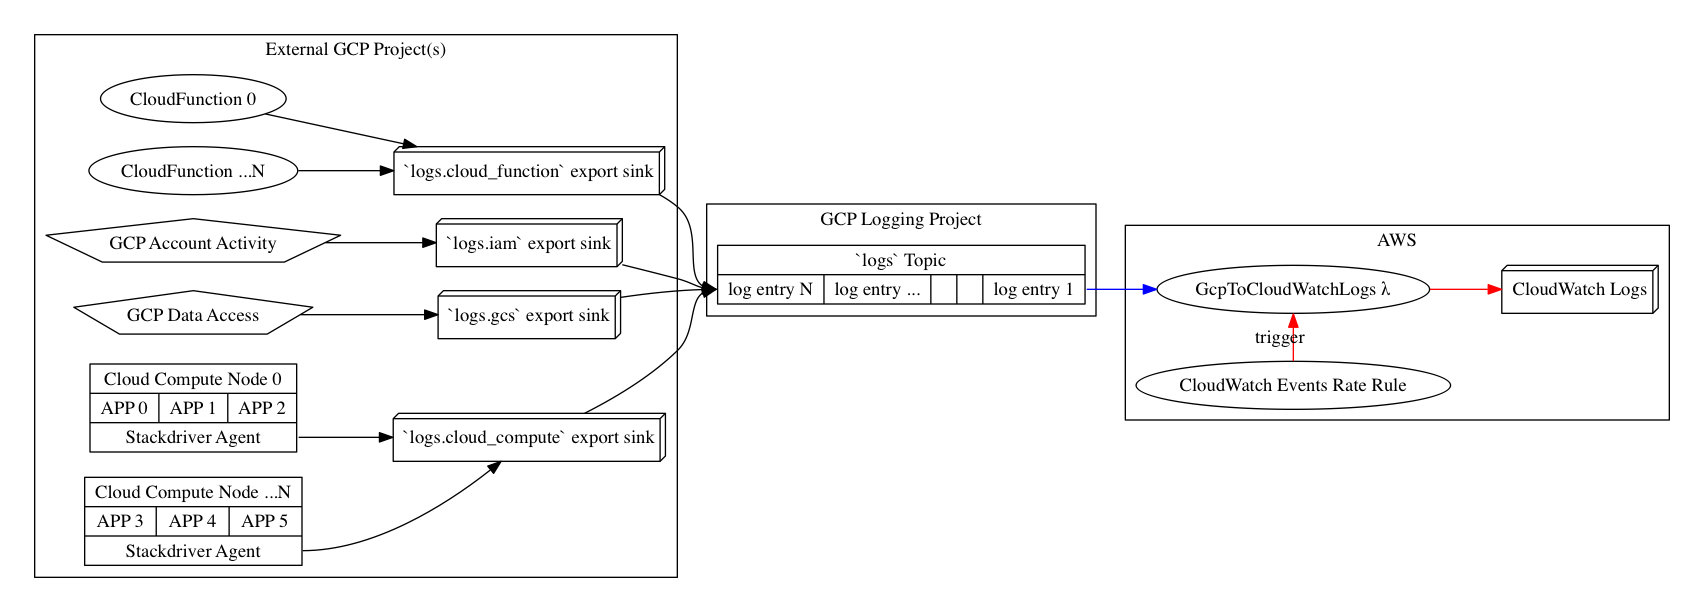 External GCP Project(s)
CloudFunction 0
CloudFunction ...N
`logs.cloud_function` export sink
GCP Account Activity
`logs.iam` export sink
GCP Data Access
`logs.gcs` export sink
Cloud Compute Node 0
APP 0 APP 1 APP 2
Stackdriver Agent
`logs.cloud_compute` export sink
Cloud Compute Node ...N
APP 3 APP 4 APP 5
Stackdriver Agent
GCP Logging Project
`logs` Topic
log entry N log entry ... log entry 1
AWS
GcpToCloudWatchLogs λ
CloudWatch Logs
trigger
CloudWatch Events Rate Rule